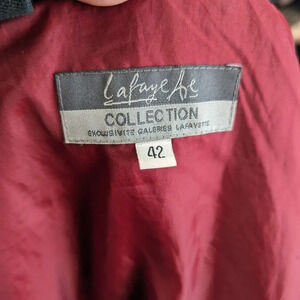 Lafayette
COLLECTION
EXCLUSIVITE GALERIES LAFAYETTE
42